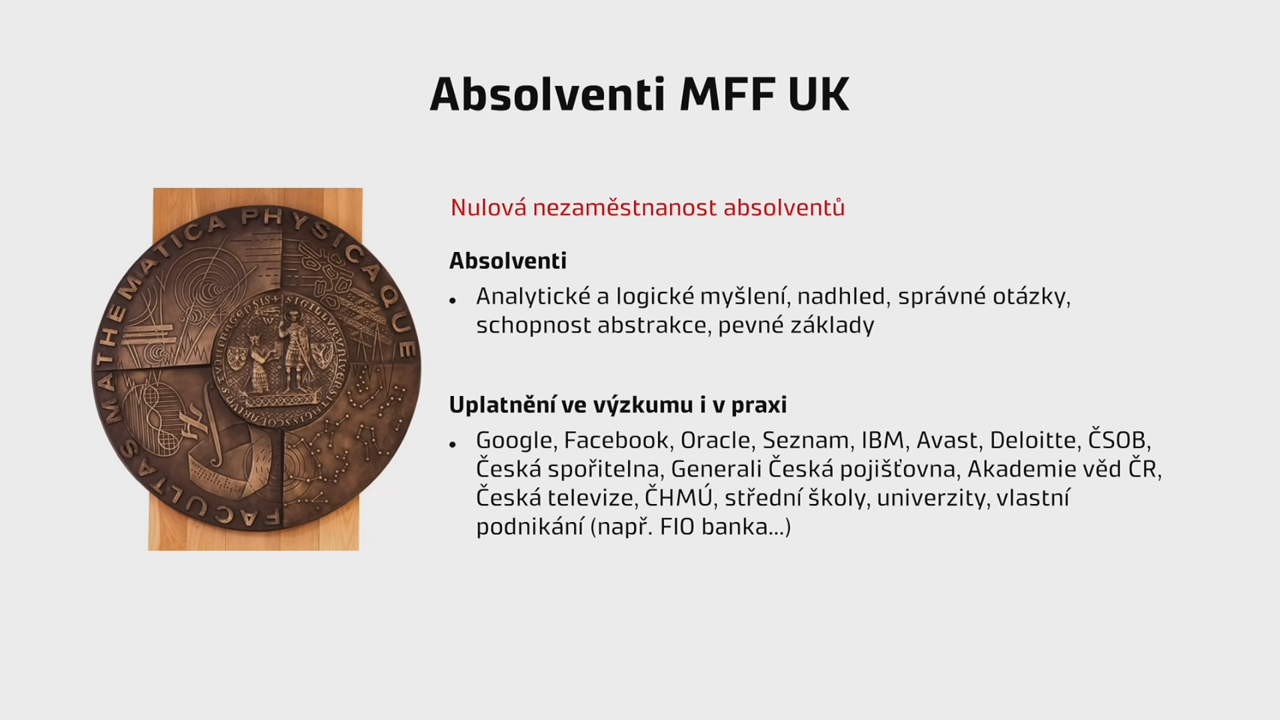 Absolventi MFF UK
FACULTAS MATHEMATICA PHYSICAQUE
Nulová nezaměstnanost absolventů
Absolventi
• Analytické a logické myšlení, nadhled, správné otázky,
schopnost abstrakce, pevné základy
Uplatnění ve výzkumu i v praxi
• Google, Facebook, Oracle, Seznam, IBM, Avast, Deloitte, ČSOB,
Česká spořitelna, Generali Česká pojišťovna, Akademie věd ČR,
Česká televize, ČHMÚ, střední školy, univerzity, vlastní
podnikání (např. FIO banka...)